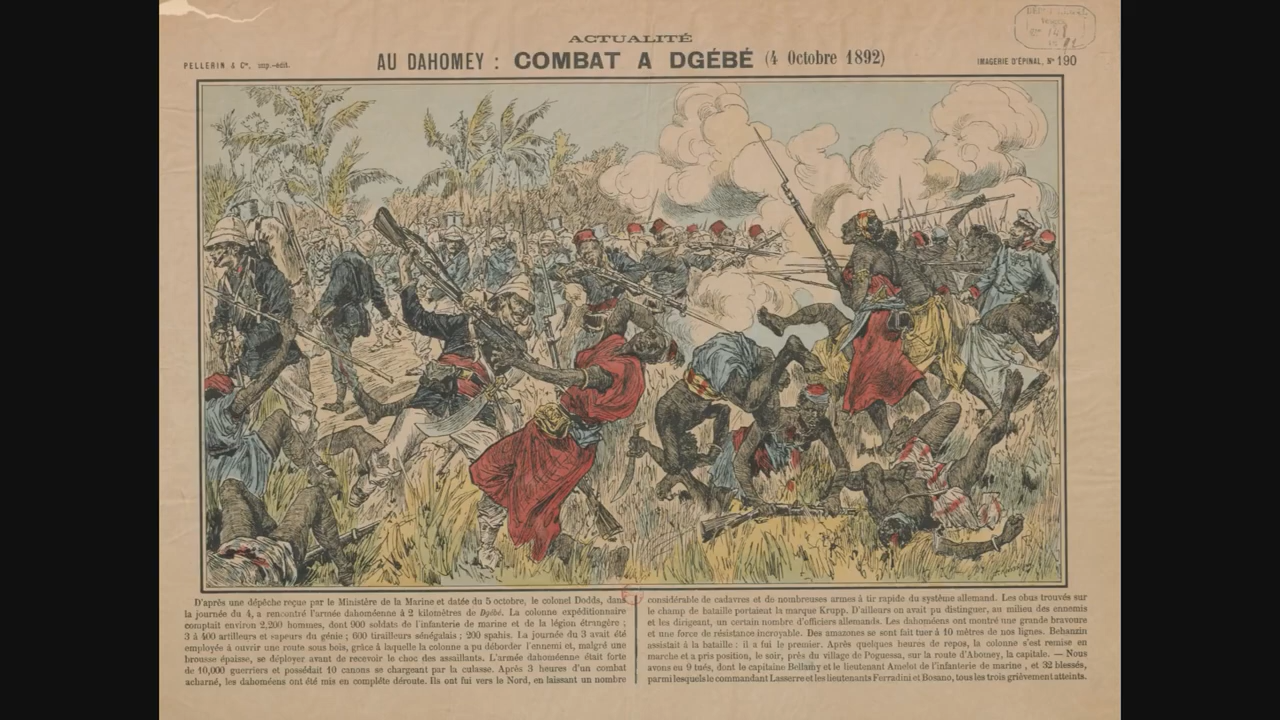 ACTUALITÉ
AU DAHOMEY : COMBAT A DGÉBÉ (4 Octobre 1892)
PELLERIN & Cie, imp.-édit.
IMAGERIE D'ÉPINAL, No 190
D'après une dépêche reçue par le Ministère de la Marine et datée du 5 octobre, le colonel Dodds, dans
la journée du 4, a rencontré l'armée dahoméenne à 2 kilomètres de Dgébé. La colonne expéditionnaire
comptait environ 2,200 hommes, dont 900 soldats de l'infanterie de marine et de la légion étrangère ;
3 à 400 artilleurs et sapeurs du génie ; 600 tirailleurs sénégalais ; 200 spahis. La journée du 3 avait été
employée à ouvrir une route sous bois, grâce à laquelle la colonne a pu déborder l'ennemi et, malgré une
brousse épaisse, se déployer avant de recevoir le choc des assaillants. L'armée dahoméenne était forte
de 10,000 guerriers et possédait 10 canons se chargeant par la culasse. Après 3 heures d'un combat
acharné, les dahoméens ont été mis en complète déroute. Ils ont fui vers le Nord, en laissant un nombre
considérable de cadavres et de nombreuses armes à tir rapide du système allemand. Les obus trouvés sur
le champ de bataille portaient la marque Krupp. D'ailleurs on avait pu distinguer, au milieu des ennemis
et les dirigeant, un certain nombre d'officiers allemands. Les dahoméens ont montré une grande bravoure
et une force de résistance incroyable. Des amazones se sont fait tuer à 10 mètres de nos lignes. Behanzin
assistait à la bataille : il a fui le premier. Après quelques heures de repos, la colonne s'est remise en
marche et a pris position, le soir, près du village de Poguessa, sur la route d'Abomey, la capitale. — Nous
avons eu 9 tués, dont le capitaine Bellamy et le lieutenant Amelot de l'infanterie de marine, et 32 blessés,
parmi lesquels le commandant Lasserre et les lieutenants Ferradini et Bosano, tous les trois grièvement atteints.